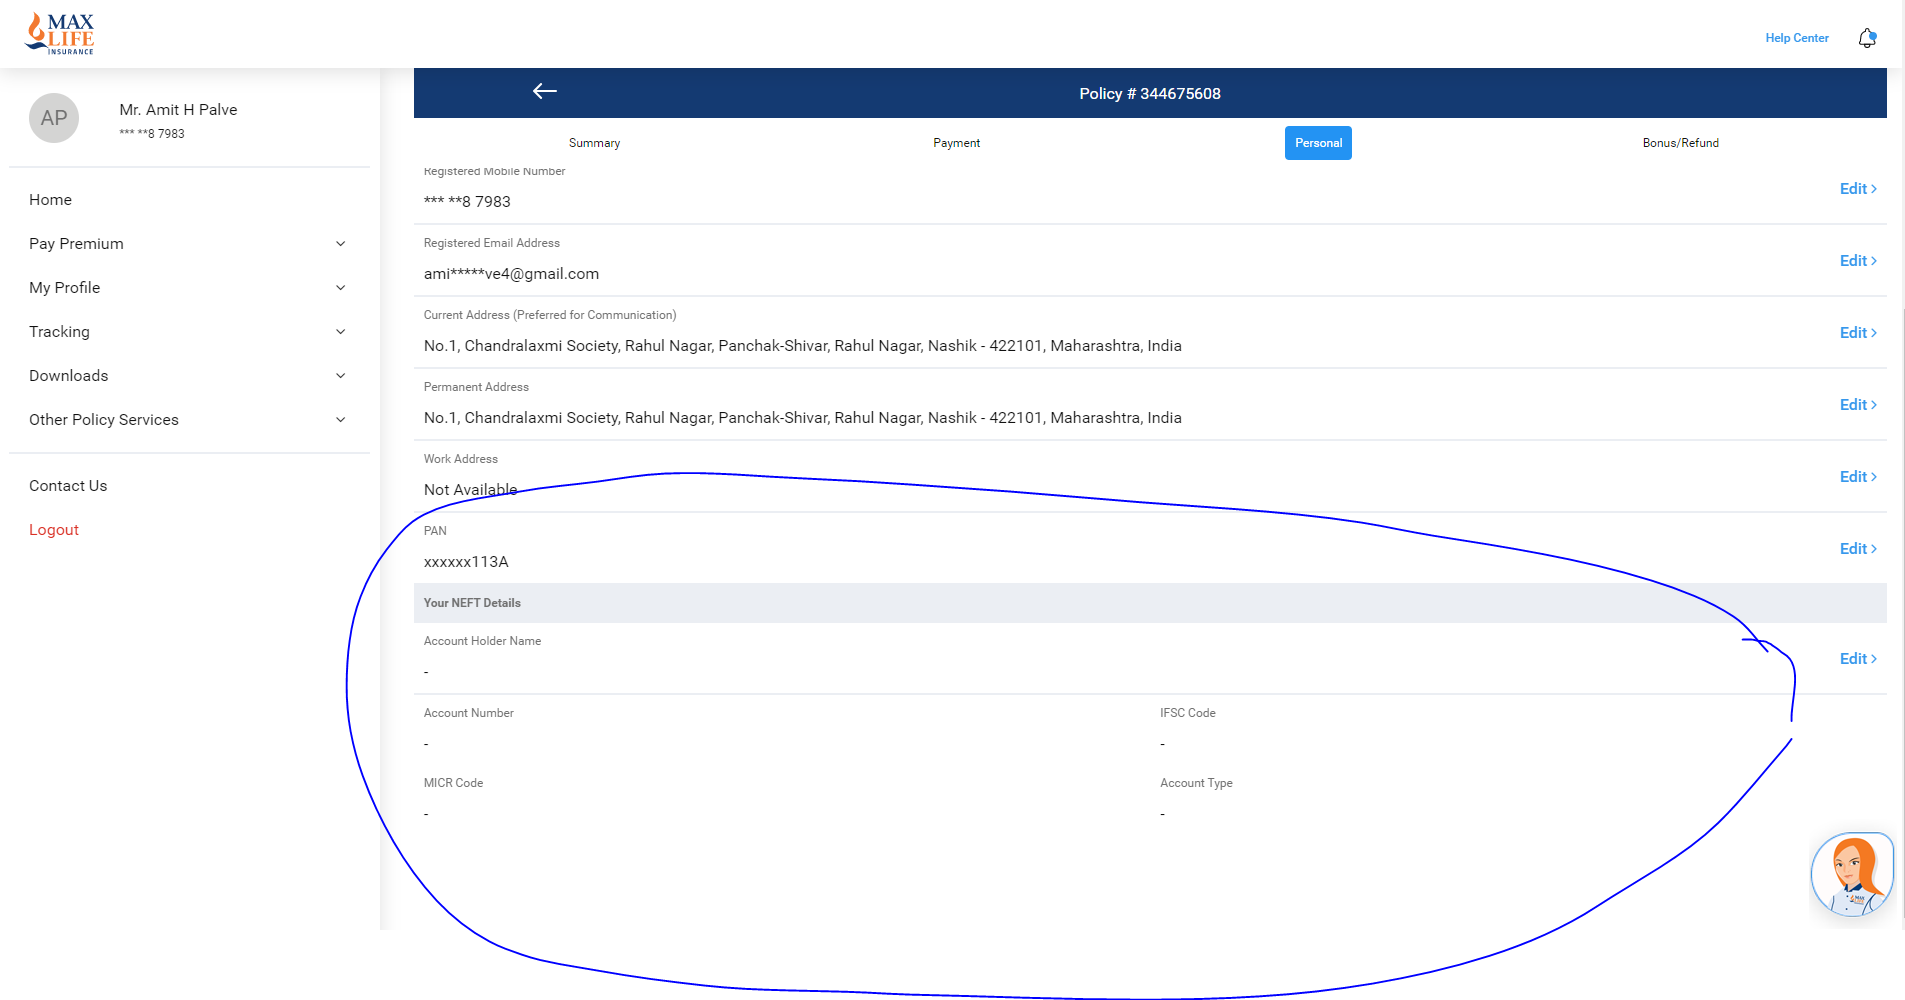 MAX
LIFE
INSURANCE
Help Center
AP
Mr. Amit H Palve
*** **8 7983
Home
Pay Premium
My Profile
Tracking
Downloads
Other Policy Services
Contact Us
Logout
Policy # 344675608
Summary
Payment
Personal
Bonus/Refund
Registered Mobile Number
*** **8 7983
Edit >
Registered Email Address
ami*****ve4@gmail.com
Edit >
Current Address (Preferred for Communication)
No.1, Chandralaxmi Society, Rahul Nagar, Panchak-Shivar, Rahul Nagar, Nashik - 422101, Maharashtra, India
Edit >
Permanent Address
No.1, Chandralaxmi Society, Rahul Nagar, Panchak-Shivar, Rahul Nagar, Nashik - 422101, Maharashtra, India
Edit >
Work Address
Not Available
Edit >
PAN
xxxxxx113A
Edit >
Your NEFT Details
Account Holder Name
-
Edit >
Account Number
-
IFSC Code
-
MICR Code
-
Account Type
-